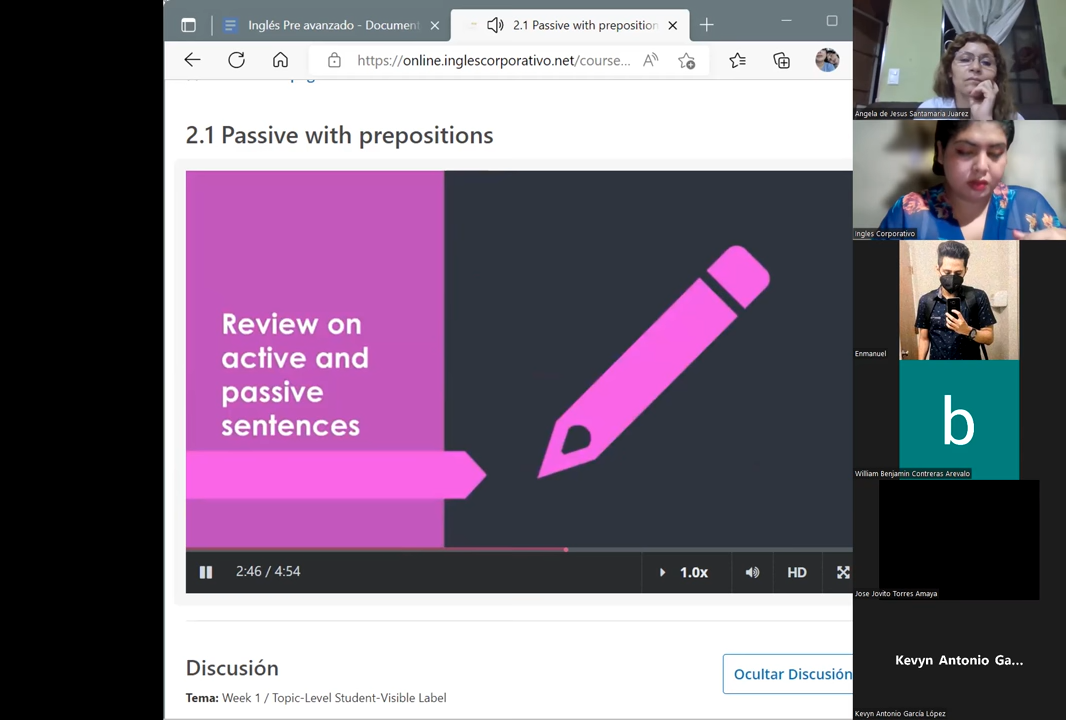 Inglés Pre avanzado - Document
2.1 Passive with preposition
https://online.inglescorporativo.net/course...
2.1 Passive with prepositions
Review on
active and
passive
sentences
2:46 / 4:54
1.0x
HD
Discusión
Ocultar Discusión
Tema: Week 1 / Topic-Level Student-Visible Label
Angela de Jesus Santamaria Juarez
Ingles Corporativo
Enmanuel
b
William Benjamin Contreras Arevalo
Jose Jovito Torres Amaya
Kevyn Antonio Ga...
Kevyn Antonio García López